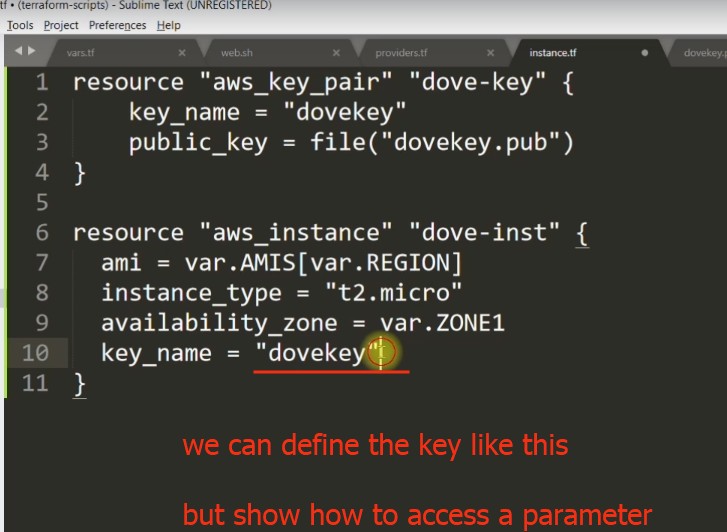 tf • (terraform-scripts) - Sublime Text (UNREGISTERED)
Tools Project Preferences Help
vars.tf × web.sh × providers.tf × instance.tf dovekey.p
1 resource "aws_key_pair" "dove-key" {
2 key_name = "dovekey"
3 public_key = file("dovekey.pub")
4 }
5
6 resource "aws_instance" "dove-inst" {
7 ami = var.AMIS[var.REGION]
8 instance_type = "t2.micro"
9 availability_zone = var.ZONE1
10 key_name = "dovekey"
11 }
we can define the key like this
but show how to access a parameter